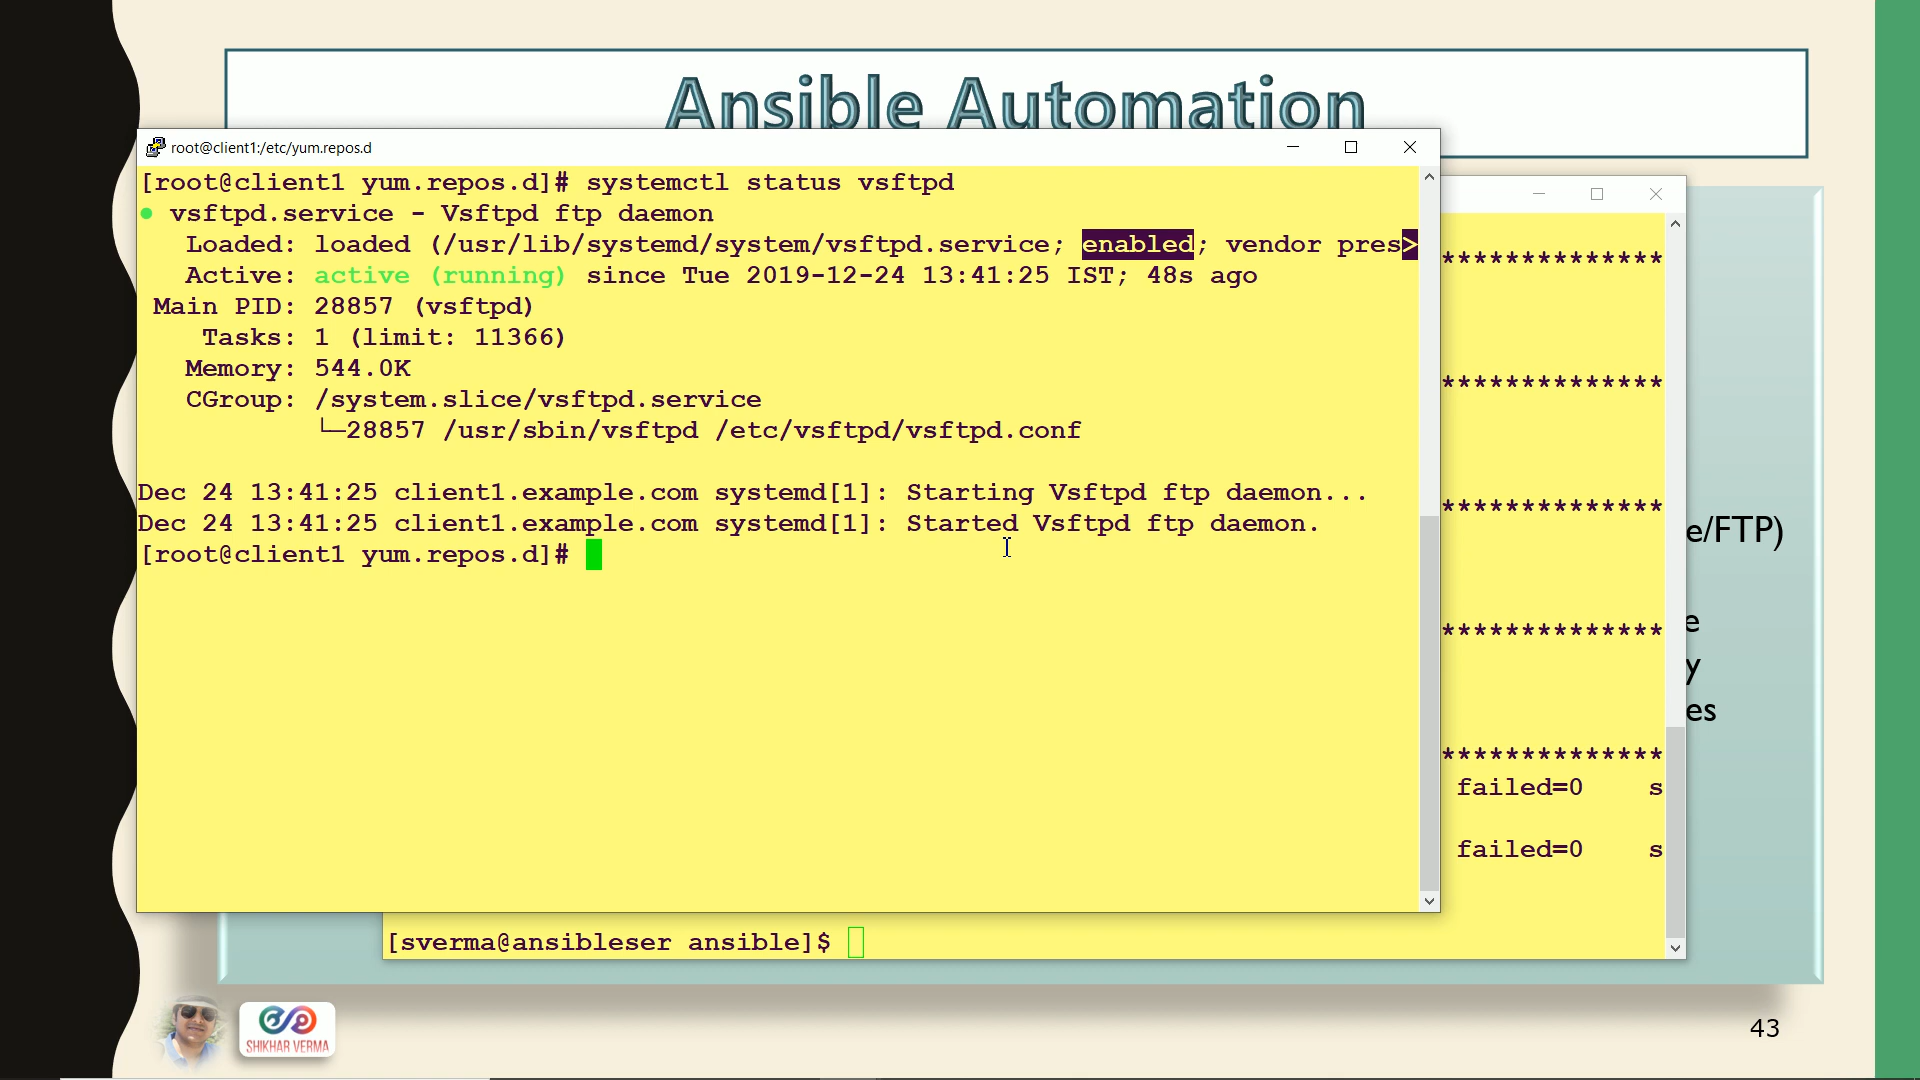 Ansible Automation
root@client1:/etc/yum.repos.d
[root@client1 yum.repos.d]# systemctl status vsftpd
● vsftpd.service - Vsftpd ftp daemon
Loaded: loaded (/usr/lib/systemd/system/vsftpd.service; enabled; vendor pres>
Active: active (running) since Tue 2019-12-24 13:41:25 IST; 48s ago
Main PID: 28857 (vsftpd)
Tasks: 1 (limit: 11366)
Memory: 544.0K
CGroup: /system.slice/vsftpd.service
└─28857 /usr/sbin/vsftpd /etc/vsftpd/vsftpd.conf
Dec 24 13:41:25 client1.example.com systemd[1]: Starting Vsftpd ftp daemon...
Dec 24 13:41:25 client1.example.com systemd[1]: Started Vsftpd ftp daemon.
[root@client1 yum.repos.d]#
**************
**************
**************
**************
**************
failed=0 s
failed=0 s
[sverma@ansibleser ansible]$
e/FTP)
e
y
es
SHIKHAR VERMA
43